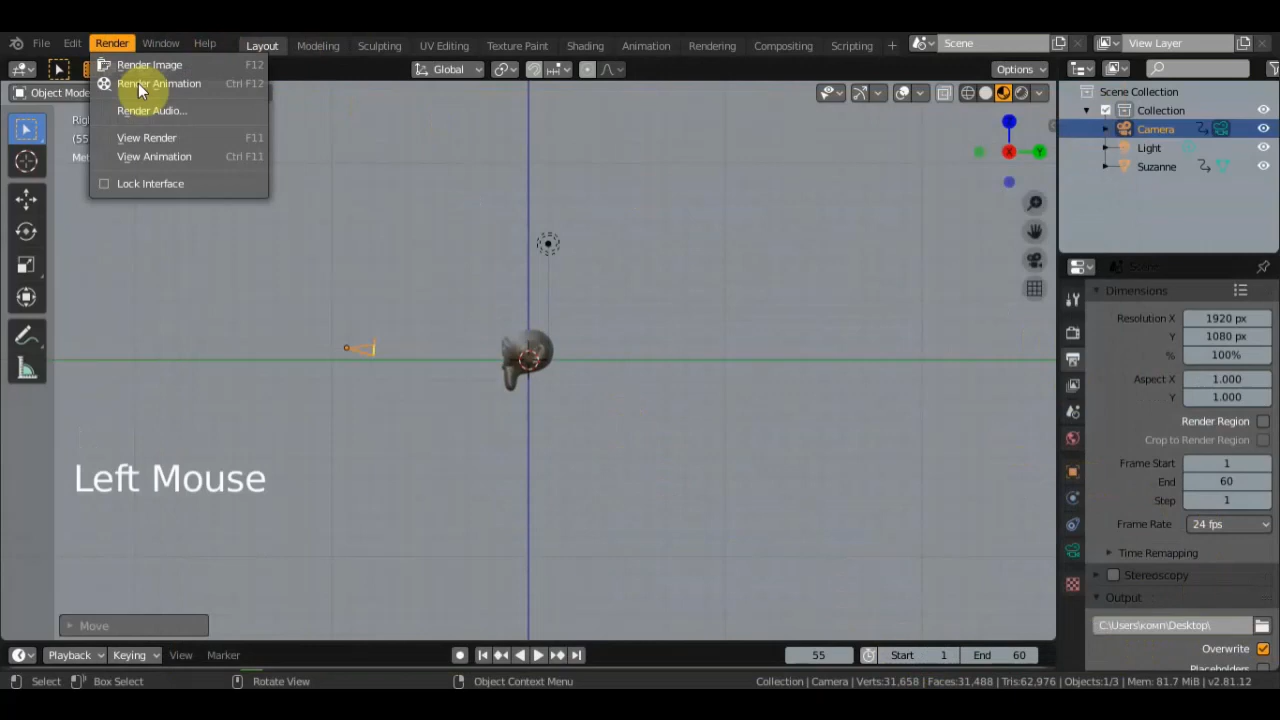 File Edit Render Window Help Layout Modeling Sculpting UV Editing Texture Paint Shading Animation Rendering Compositing Scripting + Scene View Layer
Render Image F12
Render Animation Ctrl F12
Render Audio...
View Render F11
View Animation Ctrl F11
Lock Interface
Global
Options
Object Mode
X
Y
Z
Scene Collection
Collection
Camera
Light
Suzanne
Scene
Dimensions
Resolution X 1920 px
Y 1080 px
% 100%
Aspect X 1.000
Y 1.000
Render Region
Crop to Render Region
Frame Start 1
End 60
Step 1
Frame Rate 24 fps
Time Remapping
Stereoscopy
Output
C:\Users\комп\Desktop\
Overwrite
Placeholders
Left Mouse
Move
Playback Keying View Marker 55 Start 1 End 60
Select Box Select Rotate View Object Context Menu Collection | Camera | Verts:31,658 | Faces:31,488 | Tris:62,976 | Objects:1/3 | Mem: 81.7 MiB | v2.81.12